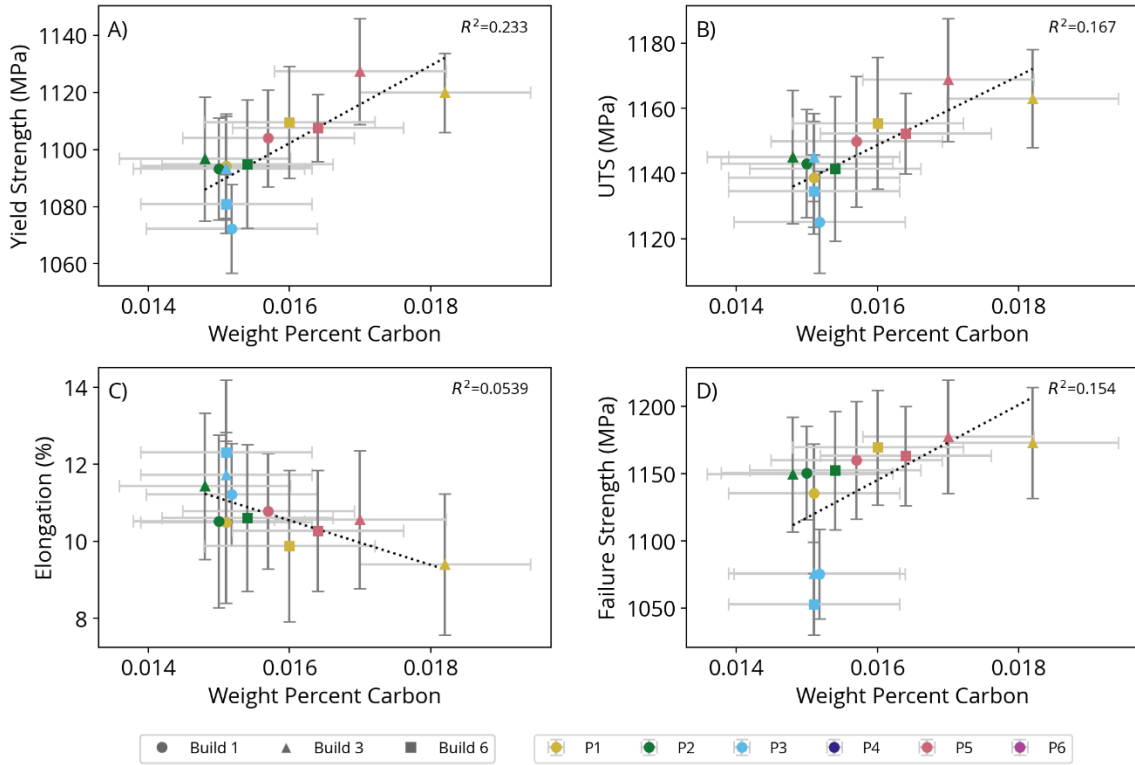 A)
R²=0.233
Yield Strength (MPa)
1140
1120
1100
1080
1060
0.014
0.016
0.018
Weight Percent Carbon
B)
R²=0.167
UTS (MPa)
1180
1160
1140
1120
0.014
0.016
0.018
Weight Percent Carbon
C)
R²=0.0539
Elongation (%)
14
12
10
8
0.014
0.016
0.018
Weight Percent Carbon
D)
R²=0.154
Failure Strength (MPa)
1200
1150
1100
1050
0.014
0.016
0.018
Weight Percent Carbon
Build 1
Build 3
Build 6
P1
P2
P3
P4
P5
P6